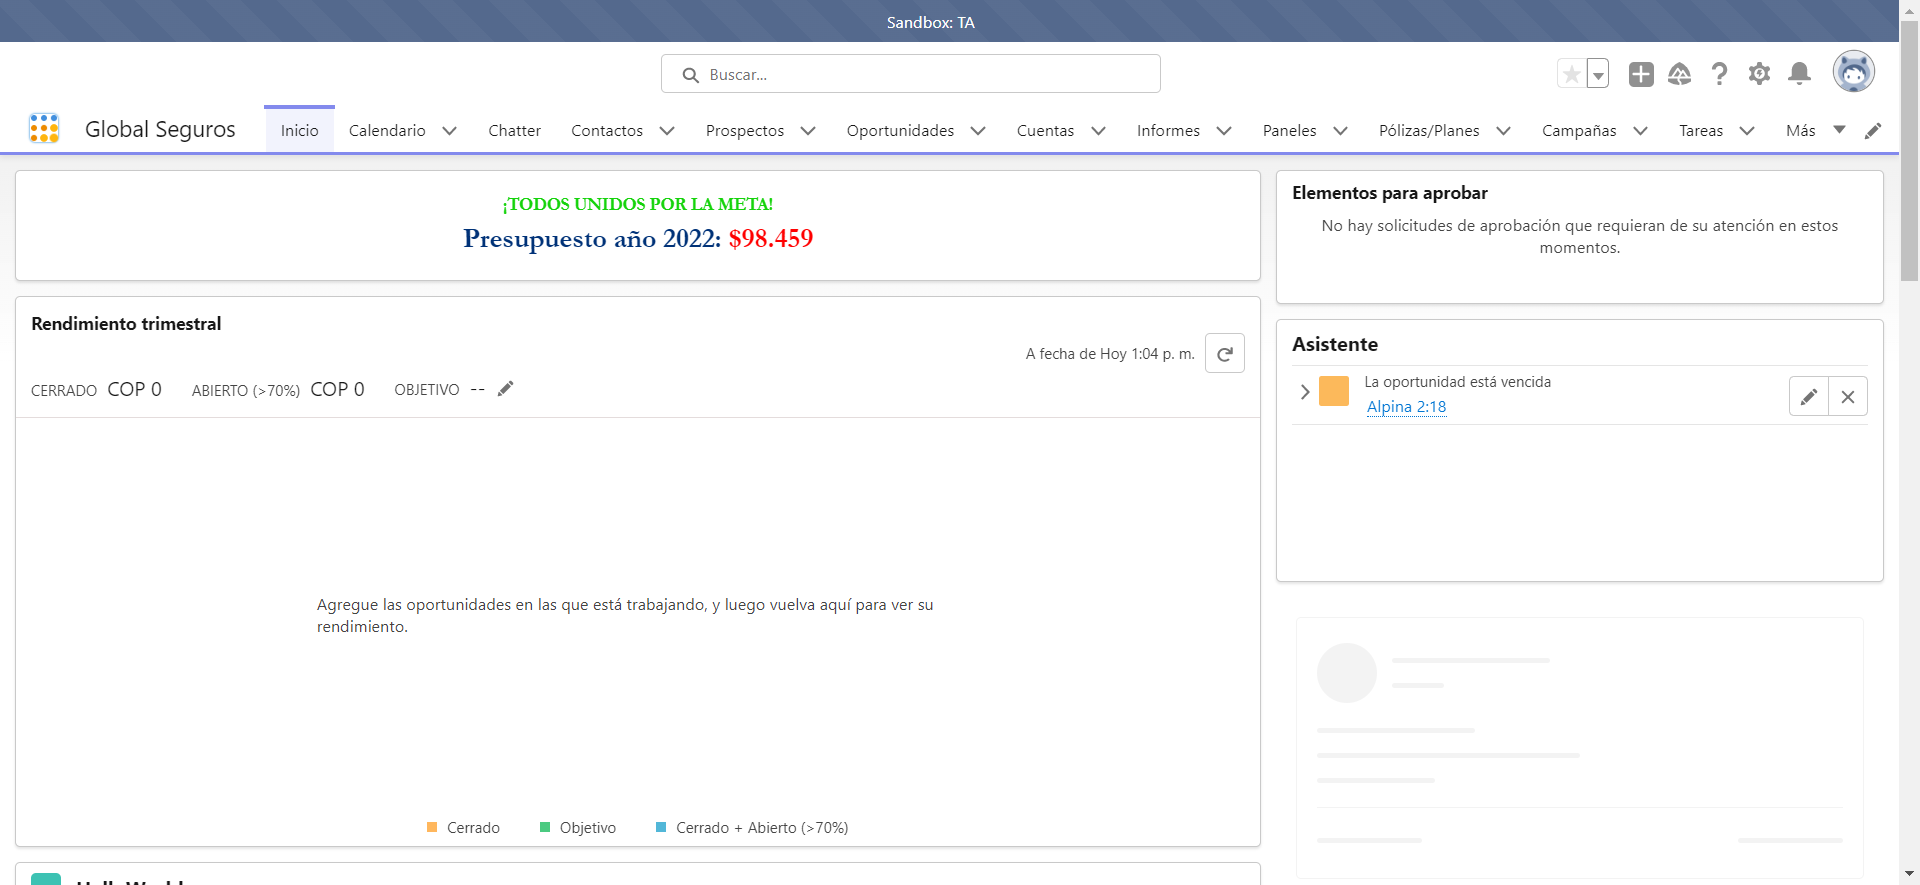 Sandbox: TA
Buscar...
Global Seguros
Inicio
Calendario
Chatter
Contactos
Prospectos
Oportunidades
Cuentas
Informes
Paneles
Pólizas/Planes
Campañas
Tareas
Más
¡TODOS UNIDOS POR LA META!
Presupuesto año 2022: $98.459
Rendimiento trimestral
A fecha de Hoy 1:04 p. m.
CERRADO COP 0 ABIERTO (>70%) COP 0 OBJETIVO --
Agregue las oportunidades en las que está trabajando, y luego vuelva aquí para ver su
rendimiento.
Cerrado Objetivo Cerrado + Abierto (>70%)
Elementos para aprobar
No hay solicitudes de aprobación que requieran de su atención en estos
momentos.
Asistente
La oportunidad está vencida
Alpina 2:18